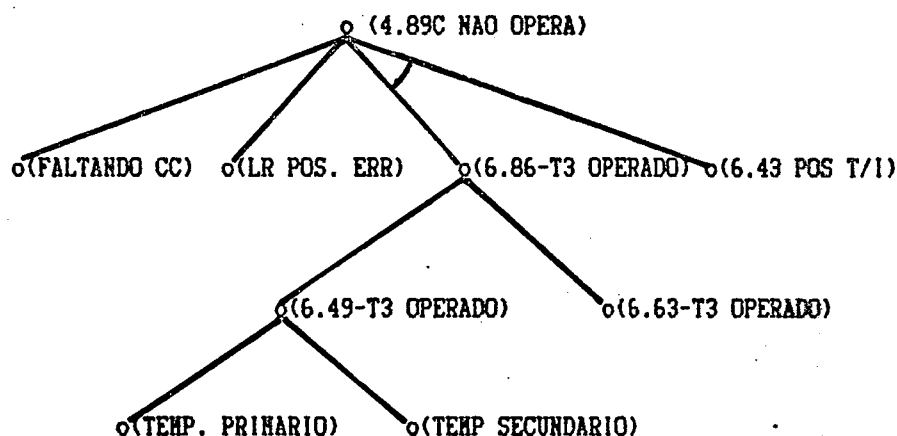 (4.89C NAO OPERA)
(FALTANDO CC) (LR POS. ERR) (6.86-T3 OPERADO) (6.43 POS T/I)
(6.49-T3 OPERADO) (6.63-T3 OPERADO)
(TEMP. PRIMARIO) (TEMP SECUNDARIO)